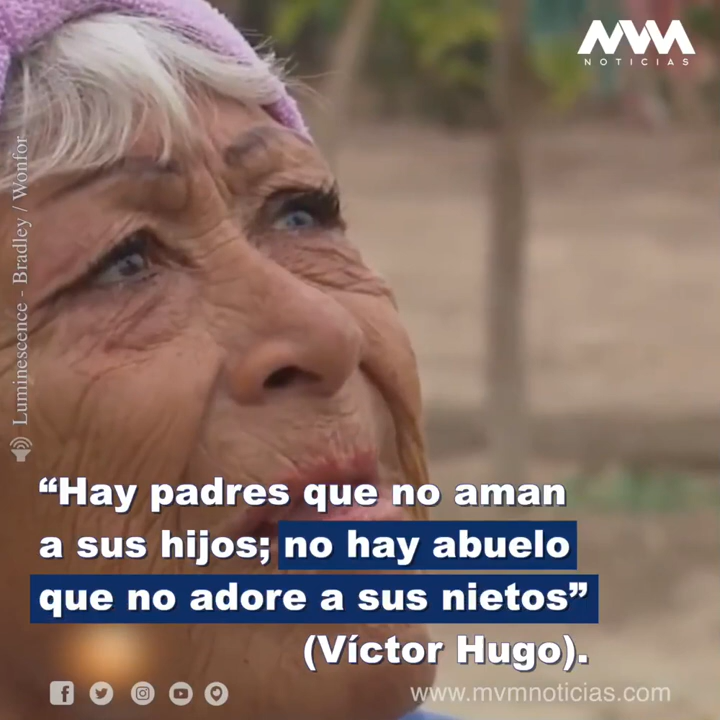 MVM
NOTICIAS
Luminescence - Bradley / Wonfor
“Hay padres que no aman
a sus hijos; no hay abuelo
que no adore a sus nietos”
(Víctor Hugo).
www.mvmnoticias.com